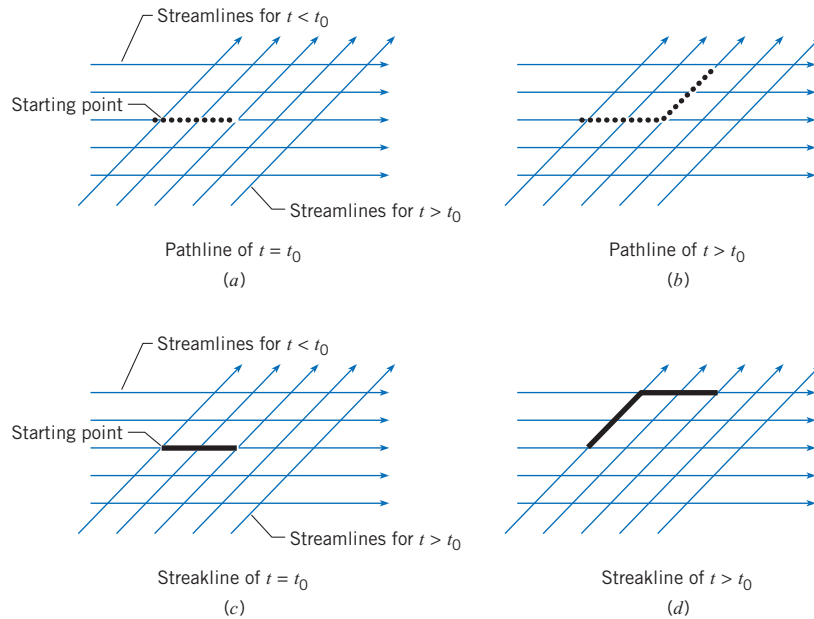 Streamlines for t < t0
Starting point
Streamlines for t > t0
Pathline of t = t0
(a)
Pathline of t > t0
(b)
Streamlines for t < t0
Starting point
Streamlines for t > t0
Streakline of t = t0
(c)
Streakline of t > t0
(d)